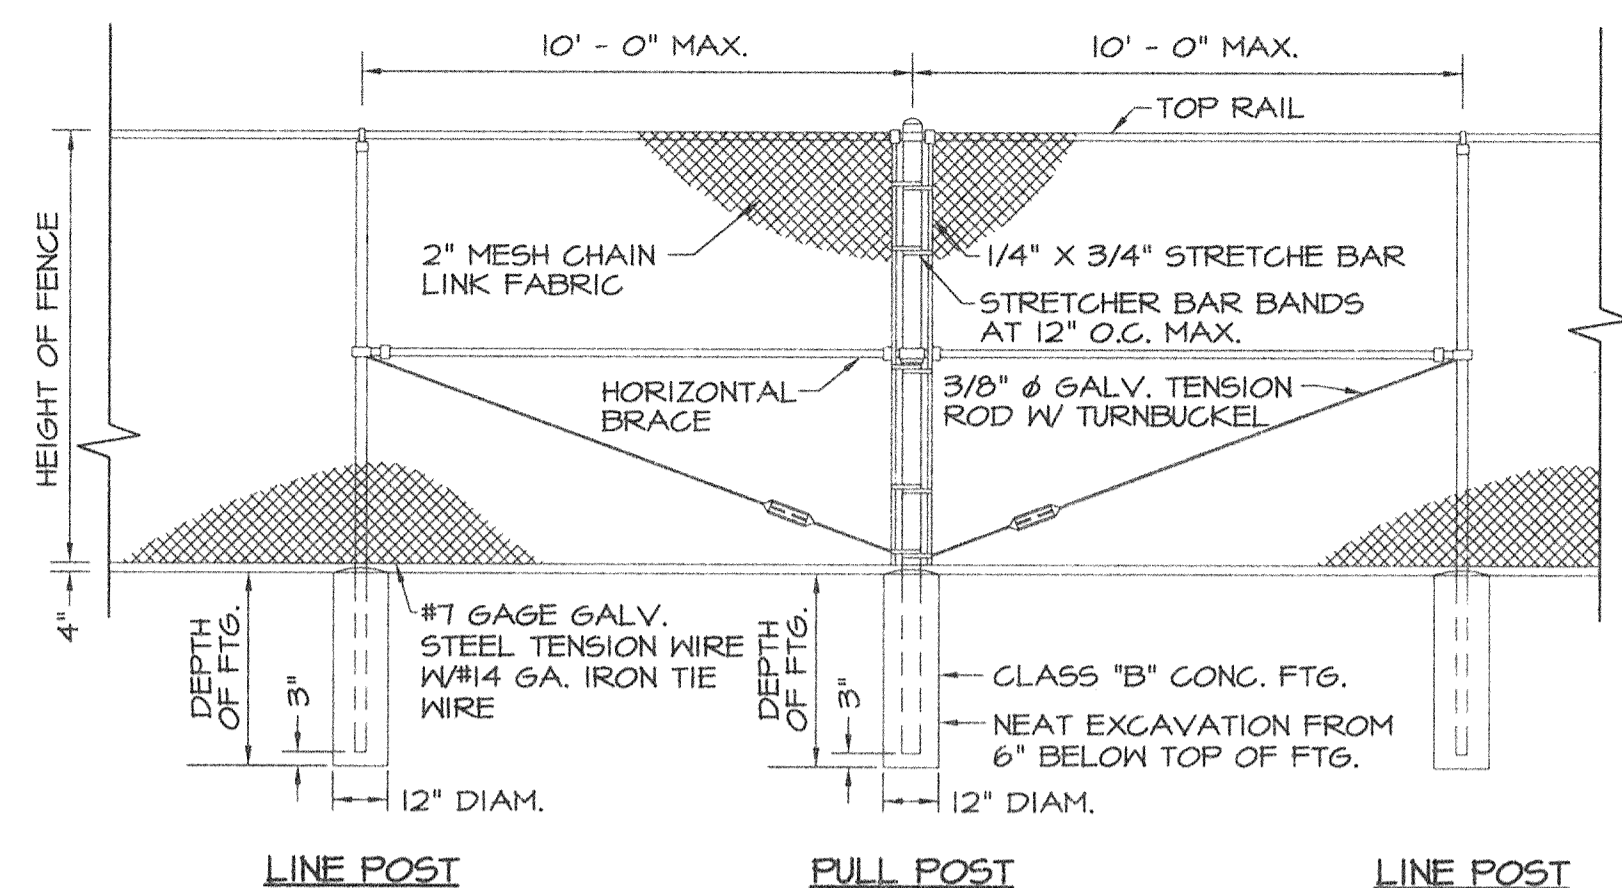 10' - 0" MAX.
10' - 0" MAX.
TOP RAIL
HEIGHT OF FENCE
2" MESH CHAIN
LINK FABRIC
1/4" X 3/4" STRETCHE BAR
STRETCHER BAR BANDS
AT 12" O.C. MAX.
HORIZONTAL
BRACE
3/8" ϕ GALV. TENSION
ROD W/ TURNBUCKEL
4"
DEPTH
OF FTG.
3"
#7 GAGE GALV.
STEEL TENSION WIRE
W/#14 GA. IRON TIE
WIRE
DEPTH
OF FTG.
3"
CLASS "B" CONC. FTG.
NEAT EXCAVATION FROM
6" BELOW TOP OF FTG.
12" DIAM.
12" DIAM.
LINE POST
PULL POST
LINE POST